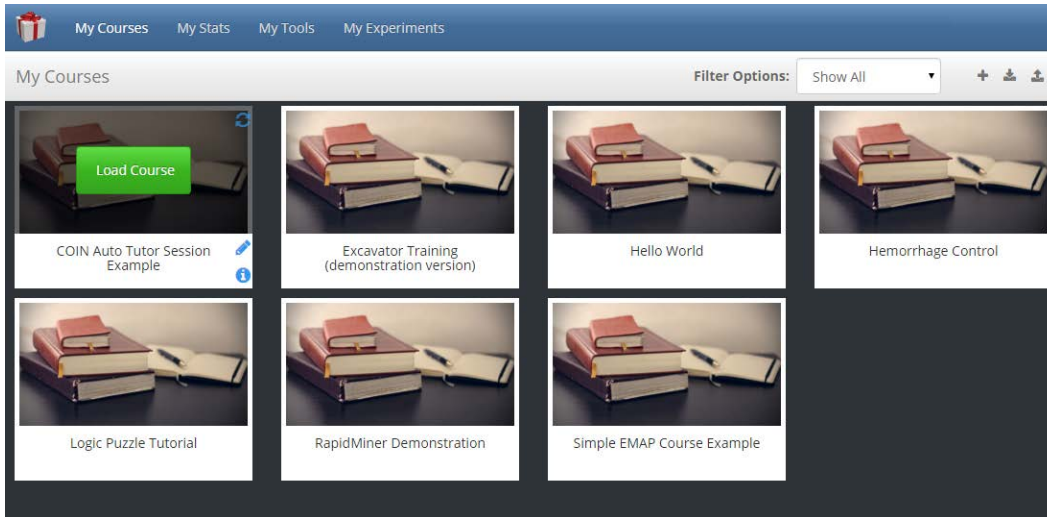 My Courses My Stats My Tools My Experiments
My Courses Filter Options: Show All
Load Course
COIN Auto Tutor Session
Example
Excavator Training
(demonstration version)
Hello World
Hemorrhage Control
Logic Puzzle Tutorial
RapidMiner Demonstration
Simple EMAP Course Example